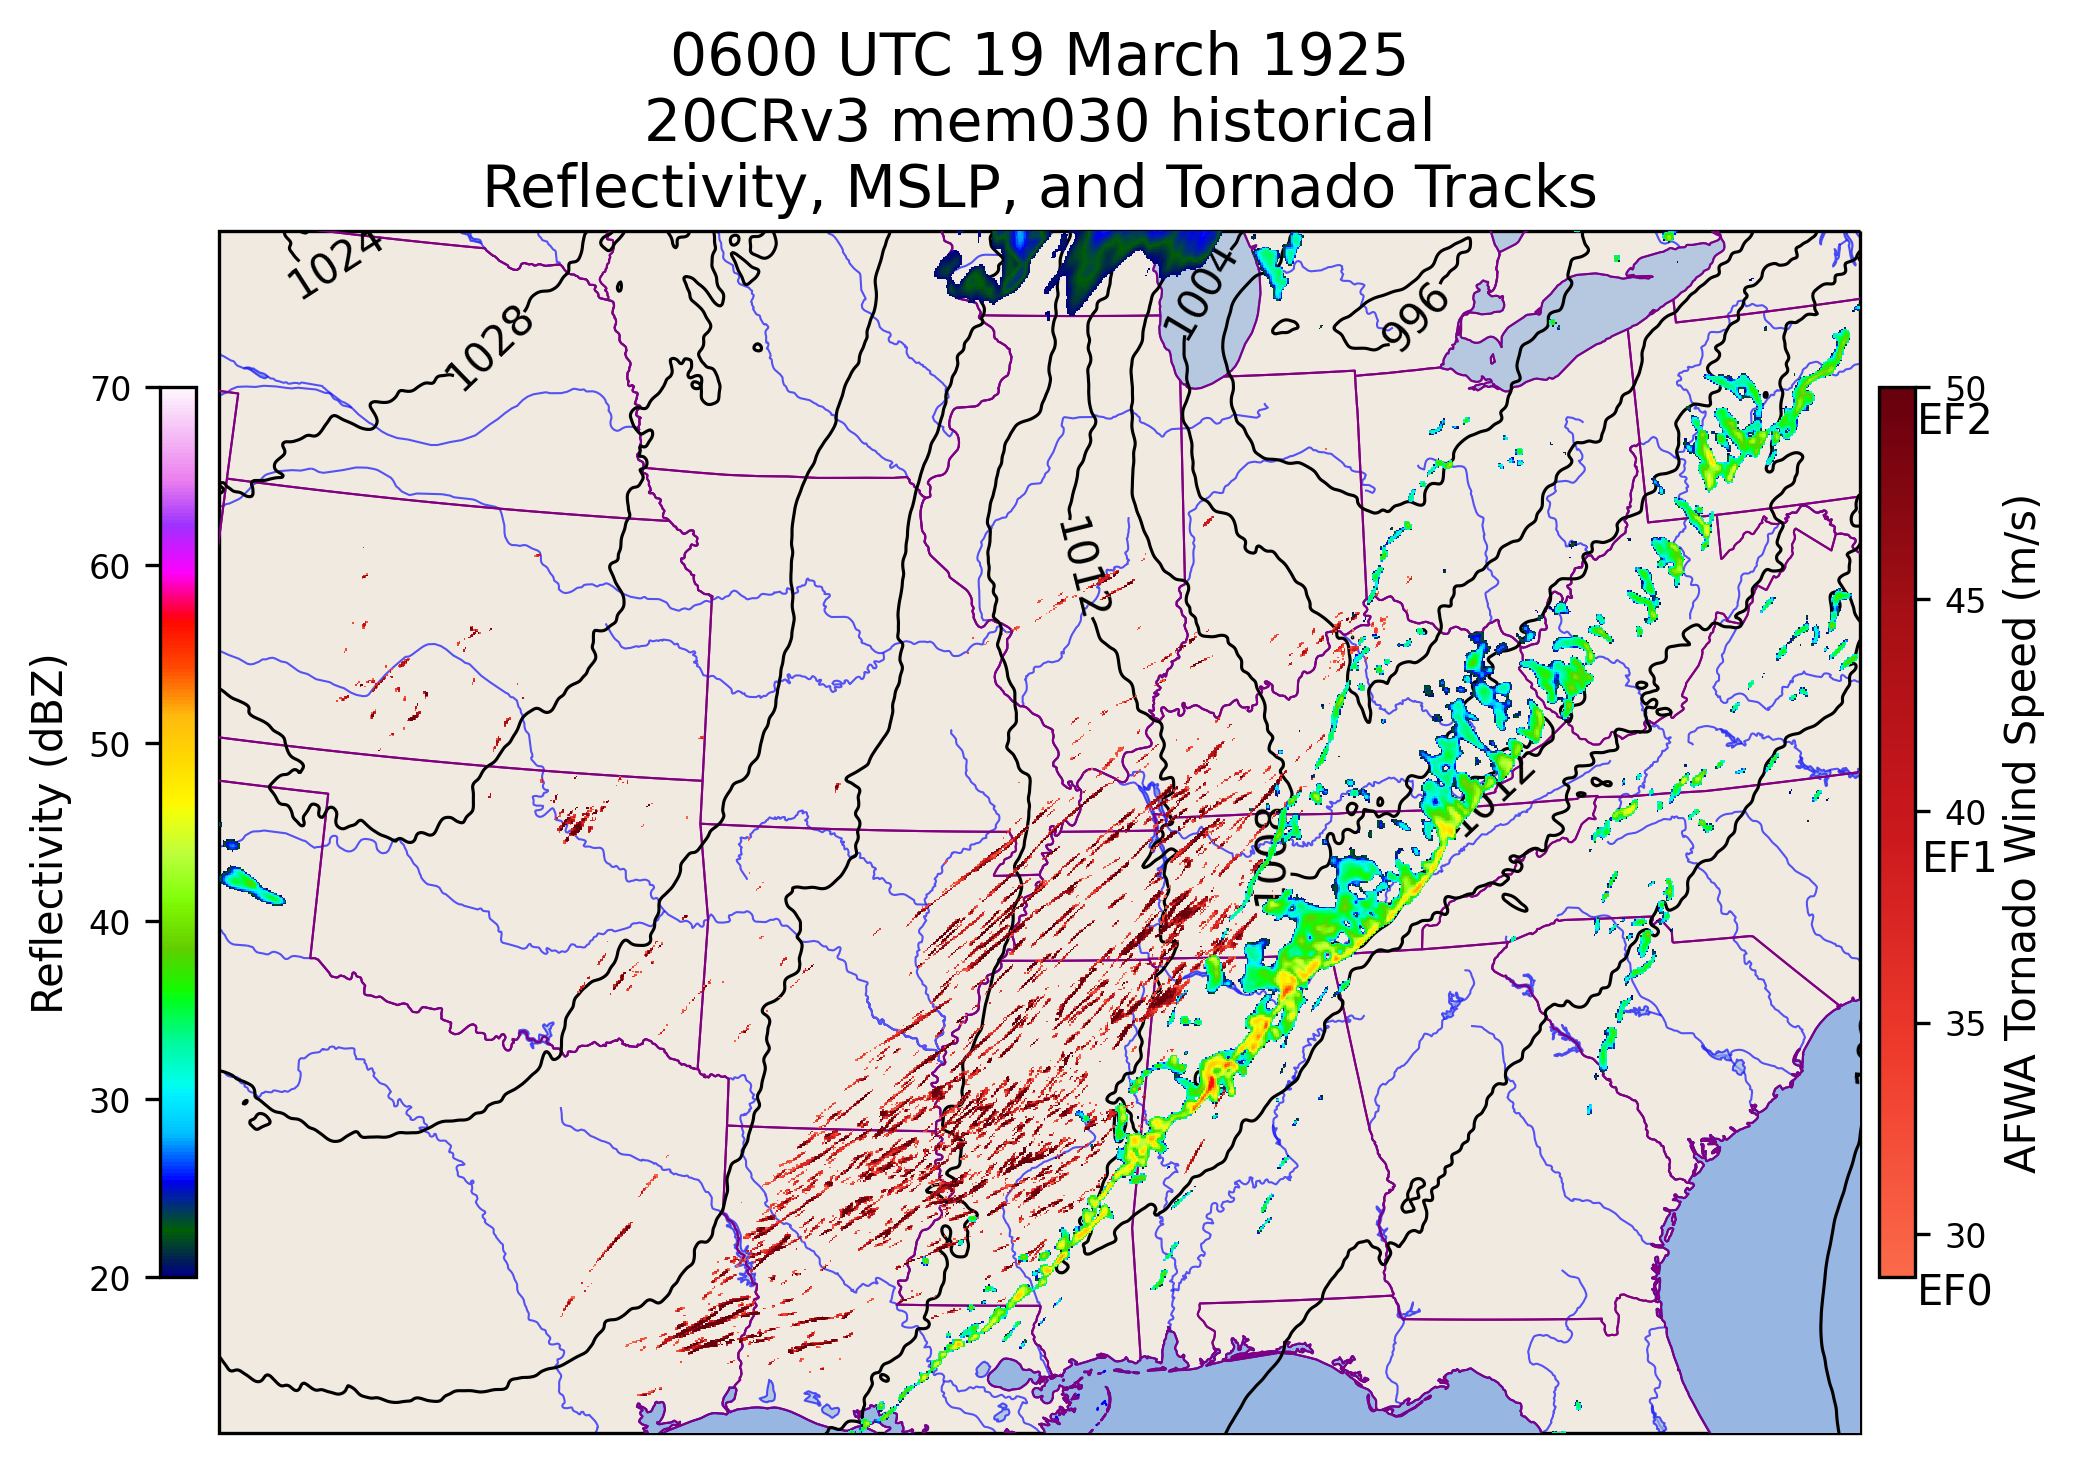 0600 UTC 19 March 1925
20CRv3 mem030 historical
Reflectivity, MSLP, and Tornado Tracks
1024
1028
1004
996
1012
1008
1012
Reflectivity (dBZ)
70
60
50
40
30
20
50
EF2
45
40
EF1
35
30
EF0
AFWA Tornado Wind Speed (m/s)